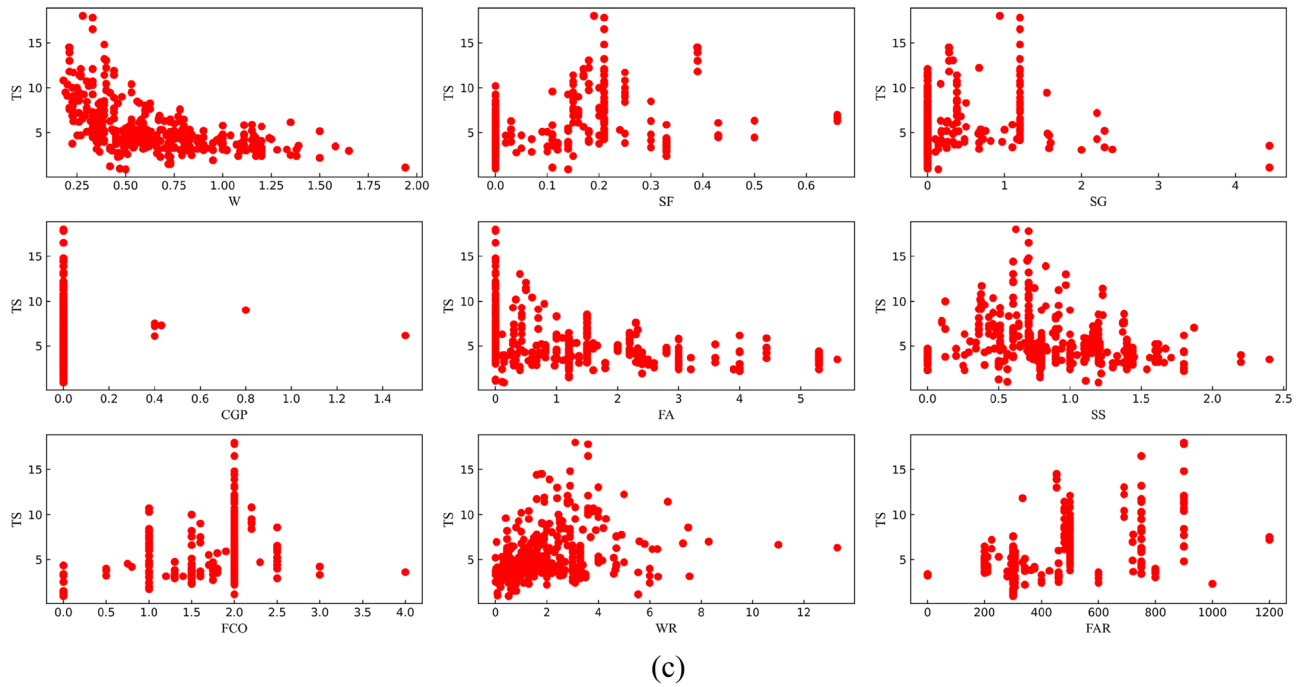 TS
15
10
5
0.25 0.50 0.75 1.00 1.25 1.50 1.75 2.00
W
TS
15
10
5
0.0 0.1 0.2 0.3 0.4 0.5 0.6
SF
TS
15
10
5
0 1 2 3 4
SG
TS
15
10
5
0.0 0.2 0.4 0.6 0.8 1.0 1.2 1.4
CGP
TS
15
10
5
0 1 2 3 4 5
FA
TS
15
10
5
0.0 0.5 1.0 1.5 2.0 2.5
SS
TS
15
10
5
0.0 0.5 1.0 1.5 2.0 2.5 3.0 3.5 4.0
FCO
TS
15
10
5
0 2 4 6 8 10 12
WR
TS
15
10
5
0 200 400 600 800 1000 1200
FAR
(c)